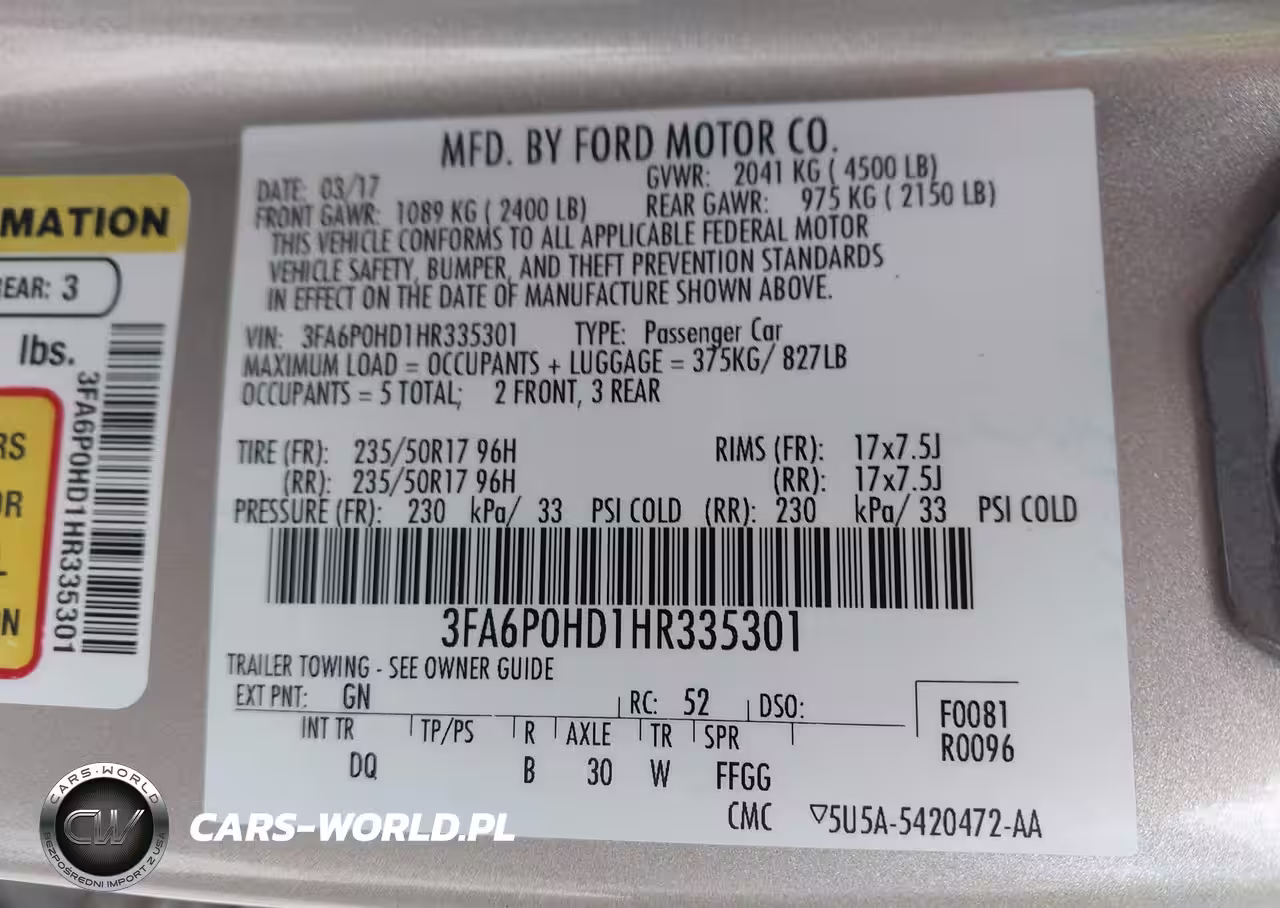 MFD. BY FORD MOTOR CO.
DATE: 03/17 GVWR: 2041 KG ( 4500 LB)
FRONT GAWR: 1089 KG ( 2400 LB) REAR GAWR: 975 KG ( 2150 LB)
THIS VEHICLE CONFORMS TO ALL APPLICABLE FEDERAL MOTOR
VEHICLE SAFETY, BUMPER, AND THEFT PREVENTION STANDARDS
IN EFFECT ON THE DATE OF MANUFACTURE SHOWN ABOVE.
VIN: 3FA6P0HD1HR335301 TYPE: Passenger Car
MAXIMUM LOAD = OCCUPANTS + LUGGAGE = 375KG/ 827LB
OCCUPANTS = 5 TOTAL; 2 FRONT, 3 REAR
TIRE (FR): 235/50R17 96H RIMS (FR): 17x7.5J
(RR): 235/50R17 96H (RR): 17x7.5J
PRESSURE (FR): 230 kPa/ 33 PSI COLD (RR): 230 kPa/ 33 PSI COLD
3FA6P0HD1HR335301
TRAILER TOWING - SEE OWNER GUIDE
EXT PNT: GN RC: 52 DSO:
F0081
R0096
INT TR TP/PS R AXLE TR SPR
DQ B 30 W FFGG
CMC ▽5U5A-5420472-AA
MATION
EAR: 3
lbs.
3FA6P0HD1HR335301
RS
OR
L
N
CARS-WORLD
CW
BEZPOŚREDNI IMPORT Z USA
CARS-WORLD.PL